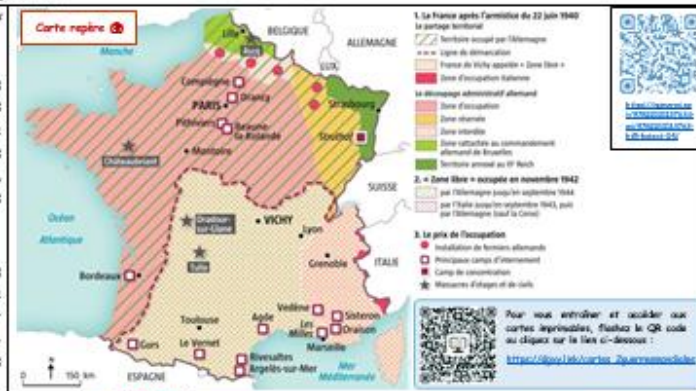 Carte repère
Manche
Lille
BELGIQUE
ALLEMAGNE
LUX.
Compiègne
Drancy
PARIS
Pithiviers
Beaune-
la-Rolande
Strasbourg
Struthof
Châteaubriant
Montoire
SUISSE
Océan
Atlantique
Oradour-
sur-Glane
VICHY
Lyon
Tulle
Grenoble
ITALIE
Bordeaux
Toulouse
Agde
Vedène
Les
Milles
Sisteron
Oraison
Marseille
Gurs
Le Vernet
Rivesaltes
Argelès-sur-Mer
Mer
Méditerranée
ESPAGNE
0 150 km
1. La France après l'armistice du 22 juin 1940
Le partage territorial
Territoire occupé par l'Allemagne
Ligne de démarcation
France de Vichy appelée « Zone libre »
Zone d'occupation italienne
Le découpage administratif allemand
Zone d'occupation
Zone réservée
Zone interdite
Zone rattachée au commandement
allemand de Bruxelles
Territoire annexé au IIIe Reich
2. « Zone libre » occupée en novembre 1942
par l'Allemagne jusqu'en septembre 1944
par l'Italie jusqu'en septembre 1943, puis
par l'Allemagne (sauf la Corse)
3. Le prix de l'occupation
Installation de fermiers allemands
Principaux camps d'internement
Camp de concentration
Massacres d'otages et de civils
Pour vous entraîner et accéder aux
cartes imprimables, flashez le QR code
ou cliquez sur le lien ci-dessous :